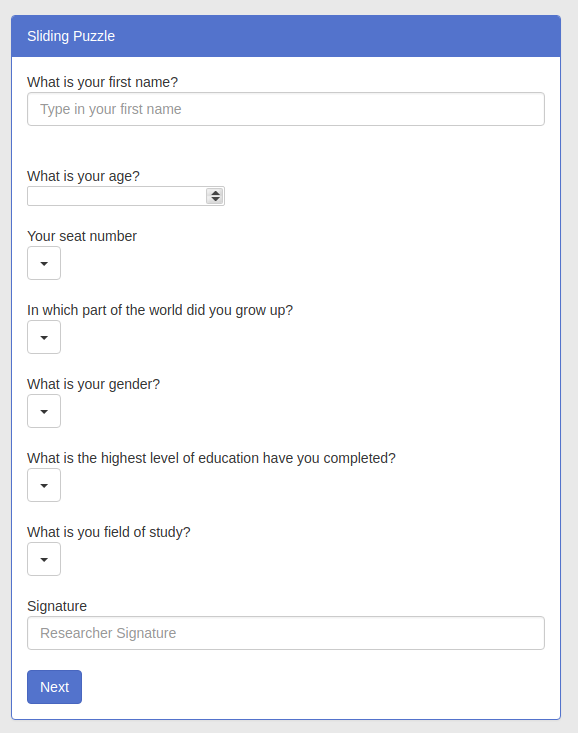 Sliding Puzzle
What is your first name?
Type in your first name
What is your age?
Your seat number
In which part of the world did you grow up?
What is your gender?
What is the highest level of education have you completed?
What is you field of study?
Signature
Researcher Signature
Next